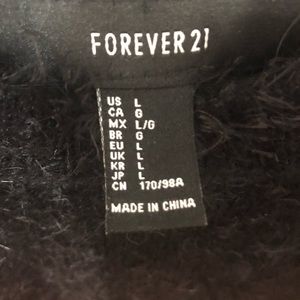 FOREVER 21
US L
CA G
MX L/G
BR G
EU L
UK L
KR L
JP L
CN 170/98A
MADE IN CHINA